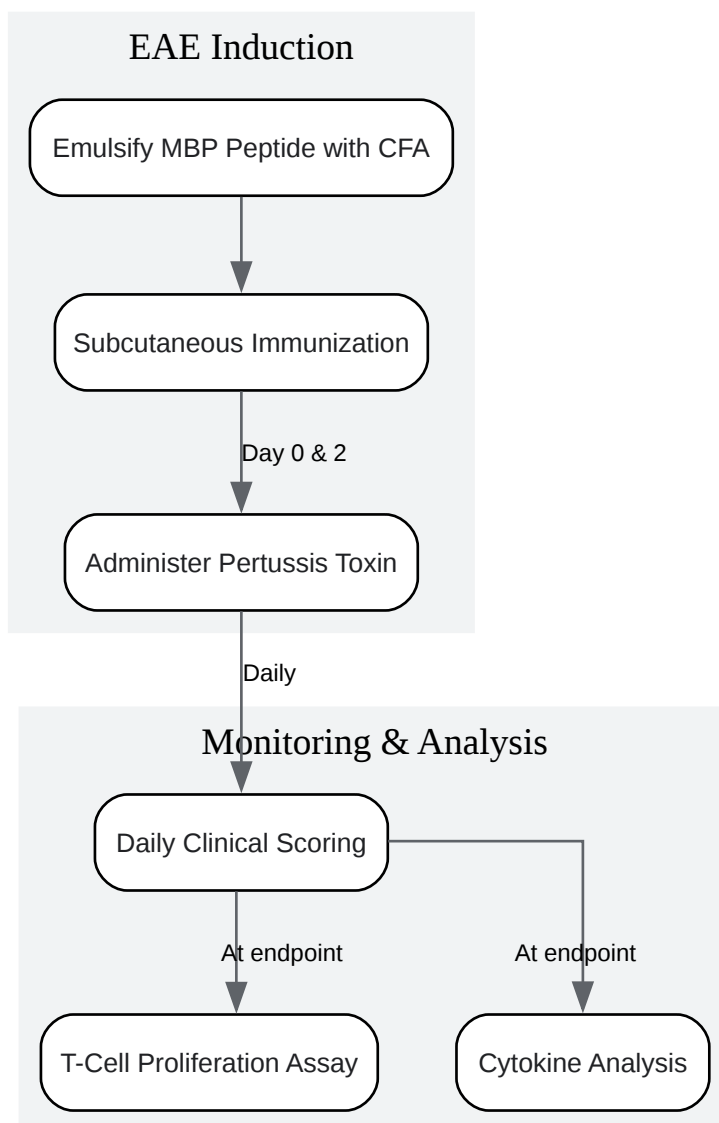 EAE Induction
Emulsify MBP Peptide with CFA
Subcutaneous Immunization
Day 0 & 2
Administer Pertussis Toxin
Daily
Monitoring & Analysis
Daily Clinical Scoring
At endpoint
At endpoint
T-Cell Proliferation Assay
Cytokine Analysis